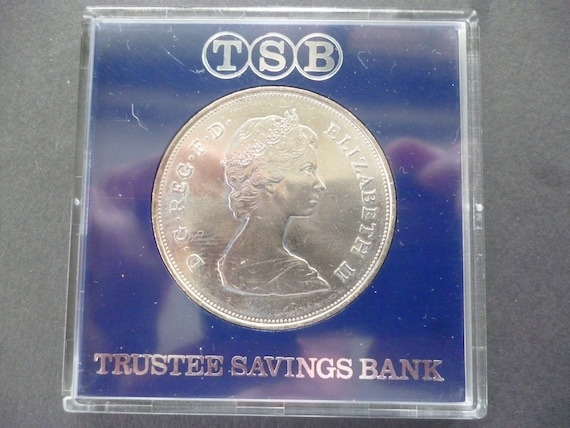 TSB
D·G·REG·F·D· ELIZABETH II
TRUSTEE SAVINGS BANK